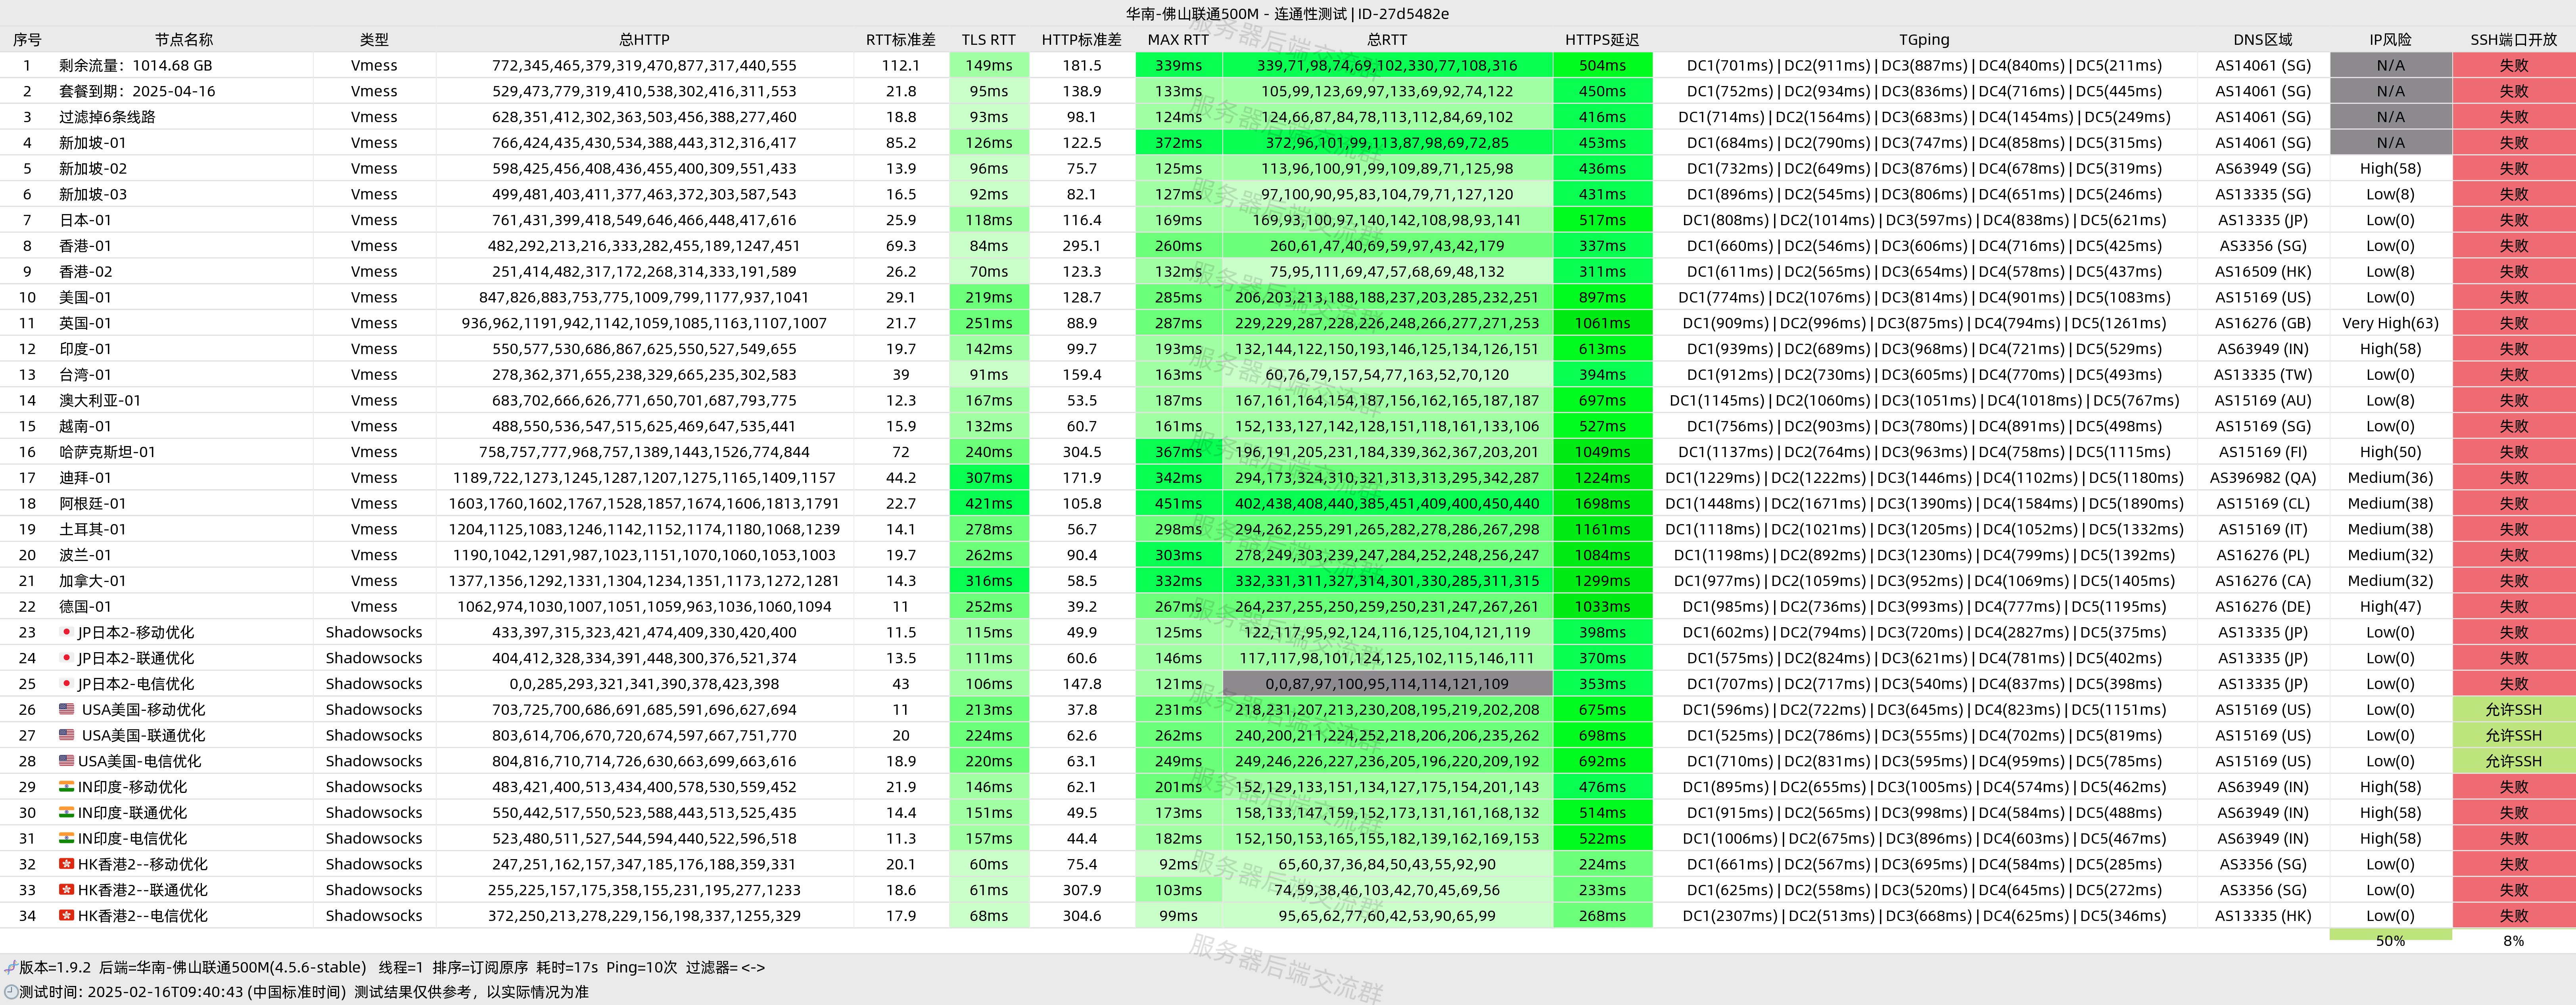 华南-佛山联通500M - 连通性测试 | ID-27d5482e
序号 节点名称 类型 总HTTP RTT标准差 TLS RTT HTTP标准差 MAX RTT 总RTT HTTPS延迟 TGping DNS区域 IP风险 SSH端口开放
1 剩余流量：1014.68 GB Vmess 772,345,465,379,319,470,877,317,440,555 112.1 149ms 181.5 339ms 339,71,98,74,69,102,330,77,108,316 504ms DC1(701ms) | DC2(911ms) | DC3(887ms) | DC4(840ms) | DC5(211ms) AS14061 (SG) N/A 失败
2 套餐到期：2025-04-16 Vmess 529,473,779,319,410,538,302,416,311,553 21.8 95ms 138.9 133ms 105,99,123,69,97,133,69,92,74,122 450ms DC1(752ms) | DC2(934ms) | DC3(836ms) | DC4(716ms) | DC5(445ms) AS14061 (SG) N/A 失败
3 过滤掉6条线路 Vmess 628,351,412,302,363,503,456,388,277,460 18.8 93ms 98.1 124ms 124,66,87,84,78,113,112,84,69,102 416ms DC1(714ms) | DC2(1564ms) | DC3(683ms) | DC4(1454ms) | DC5(249ms) AS14061 (SG) N/A 失败
4 新加坡-01 Vmess 766,424,435,430,534,388,443,312,316,417 85.2 126ms 122.5 372ms 372,96,101,99,113,87,98,69,72,85 453ms DC1(684ms) | DC2(790ms) | DC3(747ms) | DC4(858ms) | DC5(315ms) AS14061 (SG) N/A 失败
5 新加坡-02 Vmess 598,425,456,408,436,455,400,309,551,433 13.9 96ms 75.7 125ms 113,96,100,91,99,109,89,71,125,98 436ms DC1(732ms) | DC2(649ms) | DC3(876ms) | DC4(678ms) | DC5(319ms) AS63949 (SG) High(58) 失败
6 新加坡-03 Vmess 499,481,403,411,377,463,372,303,587,543 16.5 92ms 82.1 127ms 97,100,90,95,83,104,79,71,127,120 431ms DC1(896ms) | DC2(545ms) | DC3(806ms) | DC4(651ms) | DC5(246ms) AS13335 (SG) Low(8) 失败
7 日本-01 Vmess 761,431,399,418,549,646,466,448,417,616 25.9 118ms 116.4 169ms 169,93,100,97,140,142,108,98,93,141 517ms DC1(808ms) | DC2(1014ms) | DC3(597ms) | DC4(838ms) | DC5(621ms) AS13335 (JP) Low(0) 失败
8 香港-01 Vmess 482,292,213,216,333,282,455,189,1247,451 69.3 84ms 295.1 260ms 260,61,47,40,69,59,97,43,42,179 337ms DC1(660ms) | DC2(546ms) | DC3(606ms) | DC4(716ms) | DC5(425ms) AS3356 (SG) Low(0) 失败
9 香港-02 Vmess 251,414,482,317,172,268,314,333,191,589 26.2 70ms 123.3 132ms 75,95,111,69,47,57,68,69,48,132 311ms DC1(611ms) | DC2(565ms) | DC3(654ms) | DC4(578ms) | DC5(437ms) AS16509 (HK) Low(8) 失败
10 美国-01 Vmess 847,826,883,753,775,1009,799,1177,937,1041 29.1 219ms 128.7 285ms 206,203,213,188,188,237,203,285,232,251 897ms DC1(774ms) | DC2(1076ms) | DC3(814ms) | DC4(901ms) | DC5(1083ms) AS15169 (US) Low(0) 失败
11 英国-01 Vmess 936,962,1191,942,1142,1059,1085,1163,1107,1007 21.7 251ms 88.9 287ms 229,229,287,228,226,248,266,277,271,253 1061ms DC1(909ms) | DC2(996ms) | DC3(875ms) | DC4(794ms) | DC5(1261ms) AS16276 (GB) Very High(63) 失败
12 印度-01 Vmess 550,577,530,686,867,625,550,527,549,655 19.7 142ms 99.7 193ms 132,144,122,150,193,146,125,134,126,151 613ms DC1(939ms) | DC2(689ms) | DC3(968ms) | DC4(721ms) | DC5(529ms) AS63949 (IN) High(58) 失败
13 台湾-01 Vmess 278,362,371,655,238,329,665,235,302,583 39 91ms 159.4 163ms 60,76,79,157,54,77,163,52,70,120 394ms DC1(912ms) | DC2(730ms) | DC3(605ms) | DC4(770ms) | DC5(493ms) AS13335 (TW) Low(0) 失败
14 澳大利亚-01 Vmess 683,702,666,626,771,650,701,687,793,775 12.3 167ms 53.5 187ms 167,161,164,154,187,156,162,165,187,187 697ms DC1(1145ms) | DC2(1060ms) | DC3(1051ms) | DC4(1018ms) | DC5(767ms) AS15169 (AU) Low(8) 失败
15 越南-01 Vmess 488,550,536,547,515,625,469,647,535,441 15.9 132ms 60.7 161ms 152,133,127,142,128,151,118,161,133,106 527ms DC1(756ms) | DC2(903ms) | DC3(780ms) | DC4(891ms) | DC5(498ms) AS15169 (SG) Low(0) 失败
16 哈萨克斯坦-01 Vmess 758,757,777,968,757,1389,1443,1526,774,844 72 240ms 304.5 367ms 196,191,205,231,184,339,362,367,203,201 1049ms DC1(1137ms) | DC2(764ms) | DC3(963ms) | DC4(758ms) | DC5(1115ms) AS15169 (FI) High(50) 失败
17 迪拜-01 Vmess 1189,722,1273,1245,1287,1207,1275,1165,1409,1157 44.2 307ms 171.9 342ms 294,173,324,310,321,313,313,295,342,287 1224ms DC1(1229ms) | DC2(1222ms) | DC3(1446ms) | DC4(1102ms) | DC5(1180ms) AS396982 (QA) Medium(36) 失败
18 阿根廷-01 Vmess 1603,1760,1602,1767,1528,1857,1674,1606,1813,1791 22.7 421ms 105.8 451ms 402,438,408,440,385,451,409,400,450,440 1698ms DC1(1448ms) | DC2(1671ms) | DC3(1390ms) | DC4(1584ms) | DC5(1890ms) AS15169 (CL) Medium(38) 失败
19 土耳其-01 Vmess 1204,1125,1083,1246,1142,1152,1174,1180,1068,1239 14.1 278ms 56.7 298ms 294,262,255,291,265,282,278,286,267,298 1161ms DC1(1118ms) | DC2(1021ms) | DC3(1205ms) | DC4(1052ms) | DC5(1332ms) AS15169 (IT) Medium(38) 失败
20 波兰-01 Vmess 1190,1042,1291,987,1023,1151,1070,1060,1053,1003 19.7 262ms 90.4 303ms 278,249,303,239,247,284,252,248,256,247 1084ms DC1(1198ms) | DC2(892ms) | DC3(1230ms) | DC4(799ms) | DC5(1392ms) AS16276 (PL) Medium(32) 失败
21 加拿大-01 Vmess 1377,1356,1292,1331,1304,1234,1351,1173,1272,1281 14.3 316ms 58.5 332ms 332,331,311,327,314,301,330,285,311,315 1299ms DC1(977ms) | DC2(1059ms) | DC3(952ms) | DC4(1069ms) | DC5(1405ms) AS16276 (CA) Medium(32) 失败
22 德国-01 Vmess 1062,974,1030,1007,1051,1059,963,1036,1060,1094 11 252ms 39.2 267ms 264,237,255,250,259,250,231,247,267,261 1033ms DC1(985ms) | DC2(736ms) | DC3(993ms) | DC4(777ms) | DC5(1195ms) AS16276 (DE) High(47) 失败
23 JP日本2-移动优化 Shadowsocks 433,397,315,323,421,474,409,330,420,400 11.5 115ms 49.9 125ms 122,117,95,92,124,116,125,104,121,119 398ms DC1(602ms) | DC2(794ms) | DC3(720ms) | DC4(2827ms) | DC5(375ms) AS13335 (JP) Low(0) 失败
24 JP日本2-联通优化 Shadowsocks 404,412,328,334,391,448,300,376,521,374 13.5 111ms 60.6 146ms 117,117,98,101,124,125,102,115,146,111 370ms DC1(575ms) | DC2(824ms) | DC3(621ms) | DC4(781ms) | DC5(402ms) AS13335 (JP) Low(0) 失败
25 JP日本2-电信优化 Shadowsocks 0,0,285,293,321,341,390,378,423,398 43 106ms 147.8 121ms 0,0,87,97,100,95,114,114,121,109 353ms DC1(707ms) | DC2(717ms) | DC3(540ms) | DC4(837ms) | DC5(398ms) AS13335 (JP) Low(0) 失败
26 USA美国-移动优化 Shadowsocks 703,725,700,686,691,685,591,696,627,694 11 213ms 37.8 231ms 218,231,207,213,230,208,195,219,202,208 675ms DC1(596ms) | DC2(722ms) | DC3(645ms) | DC4(823ms) | DC5(1151ms) AS15169 (US) Low(0) 允许SSH
27 USA美国-联通优化 Shadowsocks 803,614,706,670,720,674,597,667,751,770 20 224ms 62.6 262ms 240,200,211,224,252,218,206,206,235,262 698ms DC1(525ms) | DC2(786ms) | DC3(555ms) | DC4(702ms) | DC5(819ms) AS15169 (US) Low(0) 允许SSH
28 USA美国-电信优化 Shadowsocks 804,816,710,714,726,630,663,699,663,616 18.9 220ms 63.1 249ms 249,246,226,227,236,205,196,220,209,192 692ms DC1(710ms) | DC2(831ms) | DC3(595ms) | DC4(959ms) | DC5(785ms) AS15169 (US) Low(0) 允许SSH
29 IN印度-移动优化 Shadowsocks 483,421,400,513,434,400,578,530,559,452 21.9 146ms 62.1 201ms 152,129,133,151,134,127,175,154,201,143 476ms DC1(895ms) | DC2(655ms) | DC3(1005ms) | DC4(574ms) | DC5(462ms) AS63949 (IN) High(58) 失败
30 IN印度-联通优化 Shadowsocks 550,442,517,550,523,588,443,513,525,435 14.4 151ms 49.5 173ms 158,133,147,159,152,173,131,161,168,132 514ms DC1(915ms) | DC2(565ms) | DC3(998ms) | DC4(584ms) | DC5(488ms) AS63949 (IN) High(58) 失败
31 IN印度-电信优化 Shadowsocks 523,480,511,527,544,594,440,522,596,518 11.3 157ms 44.4 182ms 152,150,153,165,155,182,139,162,169,153 522ms DC1(1006ms) | DC2(675ms) | DC3(896ms) | DC4(603ms) | DC5(467ms) AS63949 (IN) High(58) 失败
32 HK香港2--移动优化 Shadowsocks 247,251,162,157,347,185,176,188,359,331 20.1 60ms 75.4 92ms 65,60,37,36,84,50,43,55,92,90 224ms DC1(661ms) | DC2(567ms) | DC3(695ms) | DC4(584ms) | DC5(285ms) AS3356 (SG) Low(0) 失败
33 HK香港2--联通优化 Shadowsocks 255,225,157,175,358,155,231,195,277,1233 18.6 61ms 307.9 103ms 74,59,38,46,103,42,70,45,69,56 233ms DC1(625ms) | DC2(558ms) | DC3(520ms) | DC4(645ms) | DC5(272ms) AS3356 (SG) Low(0) 失败
34 HK香港2--电信优化 Shadowsocks 372,250,213,278,229,156,198,337,1255,329 17.9 68ms 304.6 99ms 95,65,62,77,60,42,53,90,65,99 268ms DC1(2307ms) | DC2(513ms) | DC3(668ms) | DC4(625ms) | DC5(346ms) AS13335 (HK) Low(0) 失败
50% 8%
版本=1.9.2 后端=华南-佛山联通500M(4.5.6-stable) 线程=1 排序=订阅原序 耗时=17s Ping=10次 过滤器= <->
测试时间: 2025-02-16T09:40:43 (中国标准时间) 测试结果仅供参考，以实际情况为准
服务器后端交流群